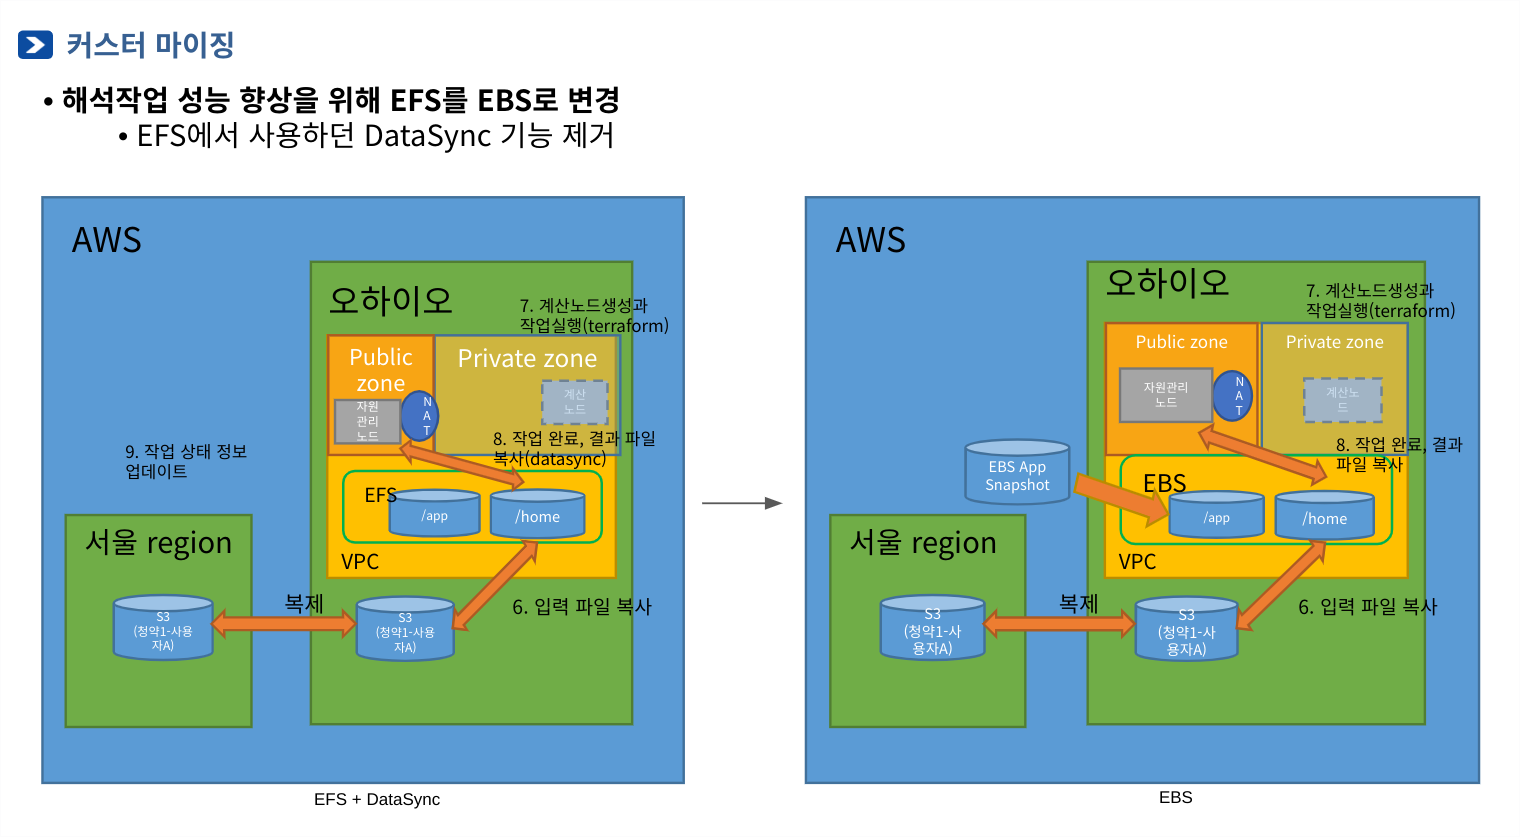 커스터 마이징
• 해석작업 성능 향상을 위해 EFS를 EBS로 변경
• EFS에서 사용하던 DataSync 기능 제거
AWS
오하이오
7. 계산노드생성과
작업실행(terraform)
Public
zone
Private zone
자원
관리
노드
N
A
T
계산
노드
8. 작업 완료, 결과 파일
복사(datasync)
9. 작업 상태 정보
업데이트
EFS
/app
/home
VPC
서울 region
S3
(청약1-사용
자A)
복제
S3
(청약1-사용
자A)
6. 입력 파일 복사
EFS + DataSync
AWS
오하이오
7. 계산노드생성과
작업실행(terraform)
Public zone
Private zone
자원관리
노드
N
A
T
계산노
드
8. 작업 완료, 결과
파일 복사
EBS App
Snapshot
EBS
/app
/home
VPC
서울 region
S3
(청약1-사
용자A)
복제
S3
(청약1-사
용자A)
6. 입력 파일 복사
EBS